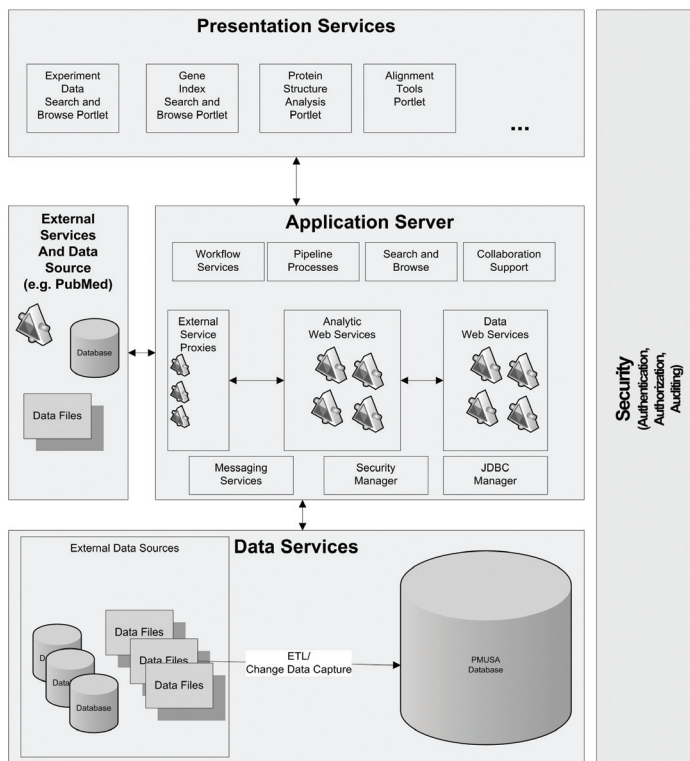 Presentation Services
Experiment
Data
Search and
Browse Portlet
Gene
Index
Search and
Browse Portlet
Protein
Structure
Analysis
Portlet
Alignment
Tools
Portlet
...
External
Services
And Data
Source
(e.g. PubMed)
Database
Data Files
Application Server
Workflow
Services
Pipeline
Processes
Search and
Browse
Collaboration
Support
External
Service
Proxies
Analytic
Web Services
Data
Web Services
Messaging
Services
Security
Manager
JDBC
Manager
Data Services
External Data Sources
Data Files
Data Files
Data Files
D
Data
Database
ETL/
Change Data Capture
PMUSA
Database
Security
(Authentication,
Authorization,
Auditing)